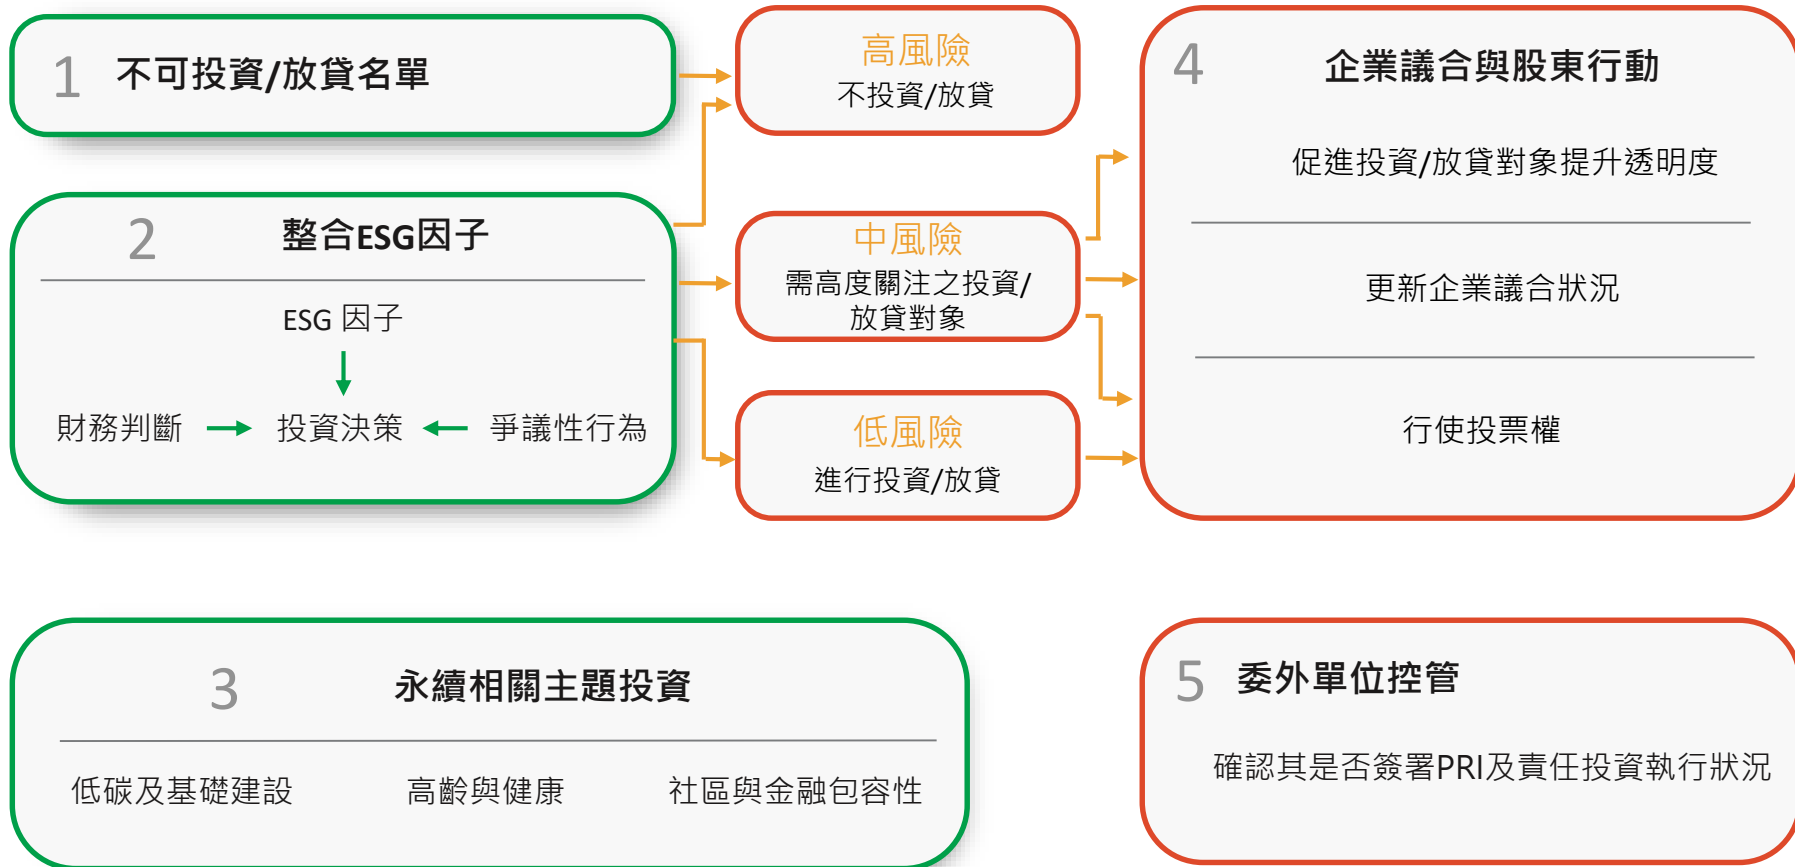 1 不可投資/放貸名單
高風險
不投資/放貸
2 整合ESG因子
ESG 因子
財務判斷 投資決策 爭議性行為
中風險
需高度關注之投資/
放貸對象
低風險
進行投資/放貸
4 企業議合與股東行動
促進投資/放貸對象提升透明度
更新企業議合狀況
行使投票權
3 永續相關主題投資
低碳及基礎建設 高齡與健康 社區與金融包容性
5 委外單位控管
確認其是否簽署PRI及責任投資執行狀況